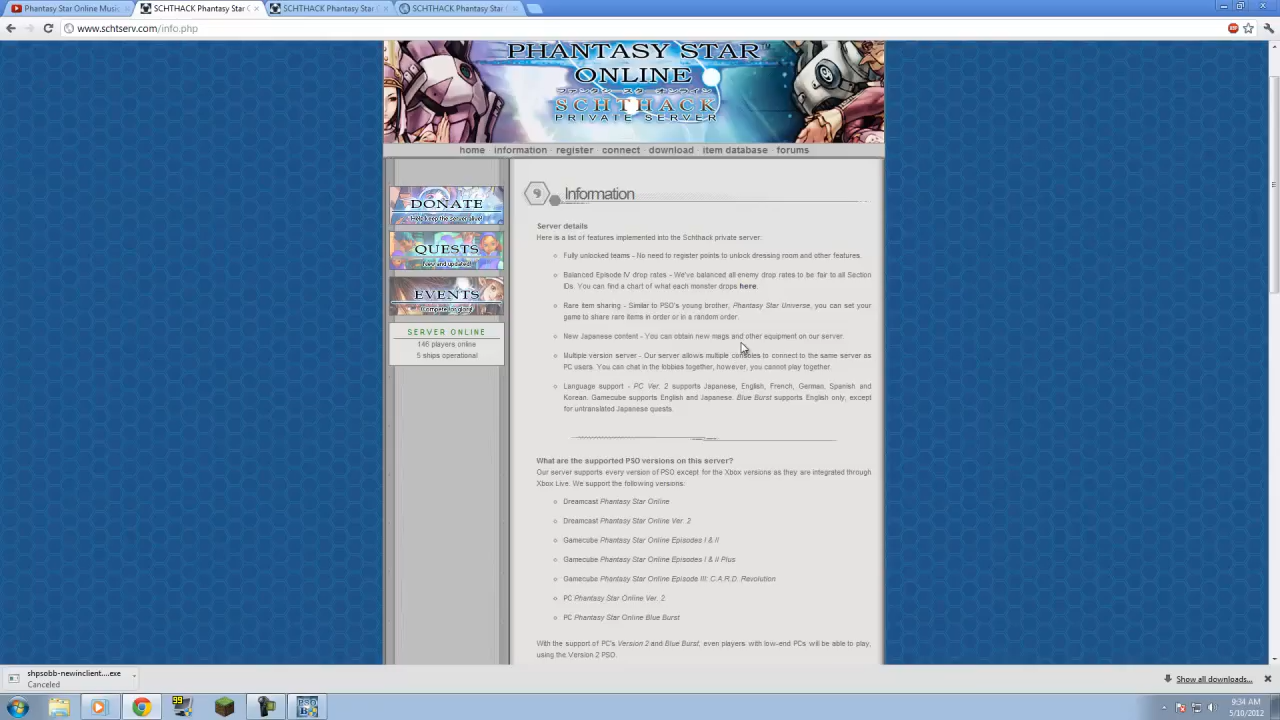 Phantasy Star Online Music
SCHTHACK Phantasy Star
SCHTHACK Phantasy Star
SCHTHACK Phantasy Star
www.schtserv.com/info.php
PHANTASY STAR
ONLINE
ファンタシースターオンライン
SCHTHACK
PRIVATE SERVER
home · information · register · connect · download · item database · forums
DONATE
Help keep the server alive!
QUESTS
New and updated!
EVENTS
SERVER ONLINE
146 players online
5 ships operational
Information
Server details
Here is a list of features implemented into the Schthack private server:
Fully unlocked teams - No need to register points to unlock dressing room and other features.
Balanced Episode IV drop rates - We've balanced all enemy drop rates to be fair to all Section
IDs. You can find a chart of what each monster drops here.
Rare item sharing - Similar to PSO's young brother, Phantasy Star Universe, you can set your
game to share rare items in order or in a random order.
New Japanese content - You can obtain new mags and other equipment on our server.
Multiple version server - Our server allows multiple consoles to connect to the same server as
PC users. You can chat in the lobbies together, however, you cannot play together.
Language support - PC Ver. 2 supports Japanese, English, French, German, Spanish and
Korean. Gamecube supports English and Japanese. Blue Burst supports English only, except
for untranslated Japanese quests.
What are the supported PSO versions on this server?
Our server supports every version of PSO except for the Xbox versions as they are integrated through
Xbox Live. We support the following versions:
Dreamcast Phantasy Star Online
Dreamcast Phantasy Star Online Ver. 2
Gamecube Phantasy Star Online Episodes I & II
Gamecube Phantasy Star Online Episodes I & II Plus
Gamecube Phantasy Star Online Episode III: C.A.R.D. Revolution
PC Phantasy Star Online Ver. 2
PC Phantasy Star Online Blue Burst
With the support of PC's Version 2 and Blue Burst, even players with low-end PCs will be able to play,
using the Version 2 PSO.
shpsobb-newinclient....exe
Canceled
Show all downloads...
99
PSO
9:34 AM
5/10/2012